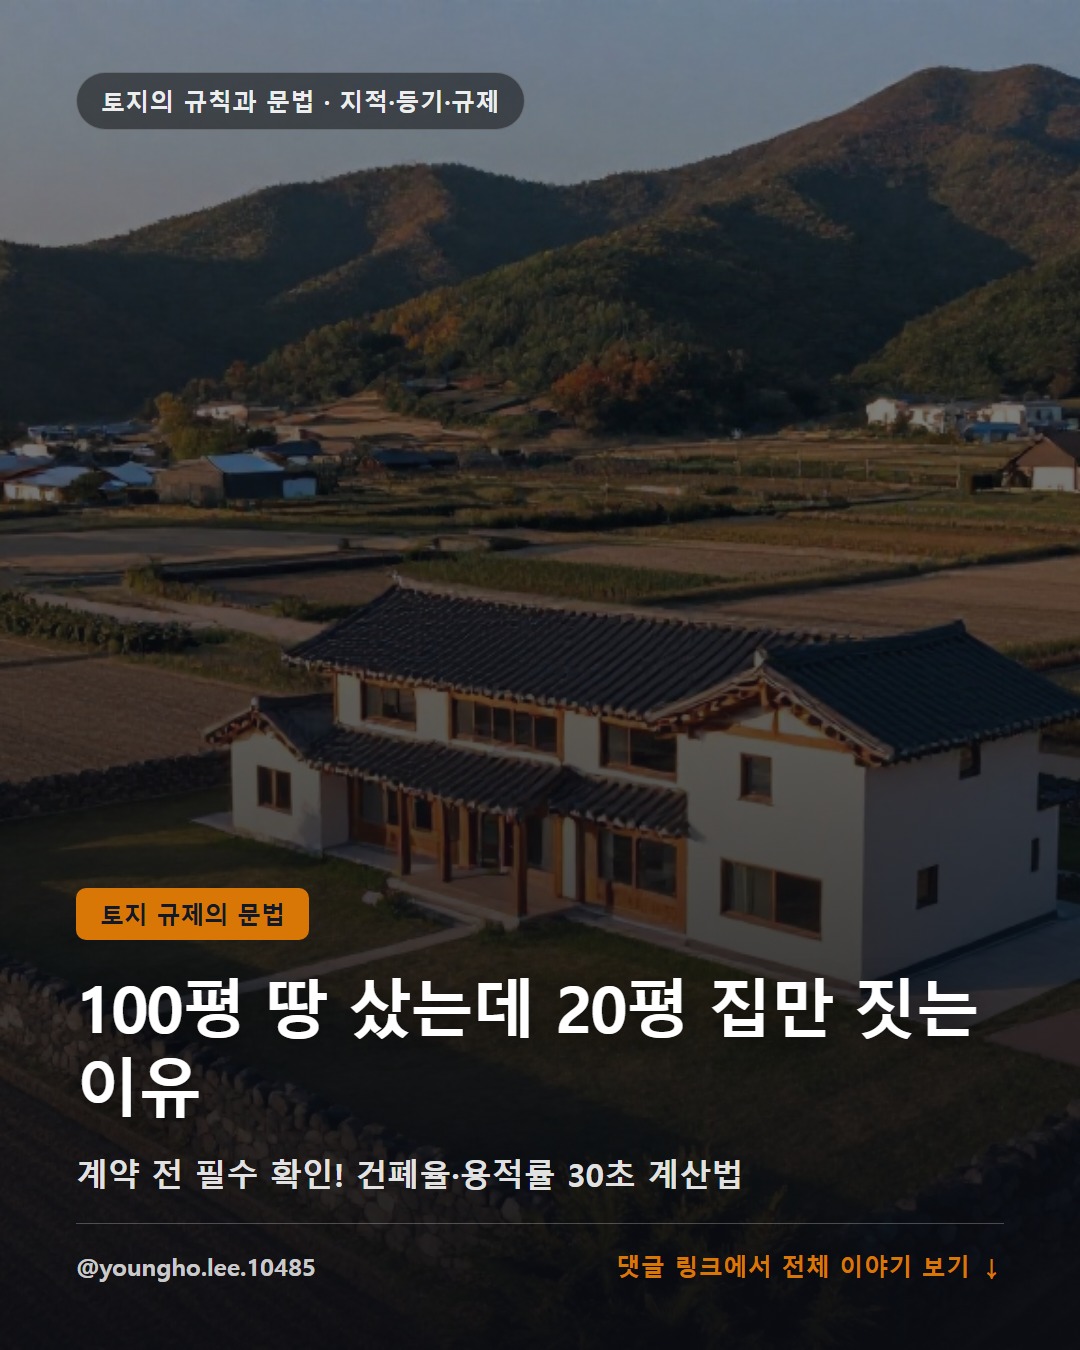 토지의 규칙과 문법 · 지적·등기·규제
토지 규제의 문법
100평 땅 샀는데 20평 집만 짓는
이유
계약 전 필수 확인! 건폐율·용적률 30초 계산법
@youngho.lee.10485
댓글 링크에서 전체 이야기 보기 ↓